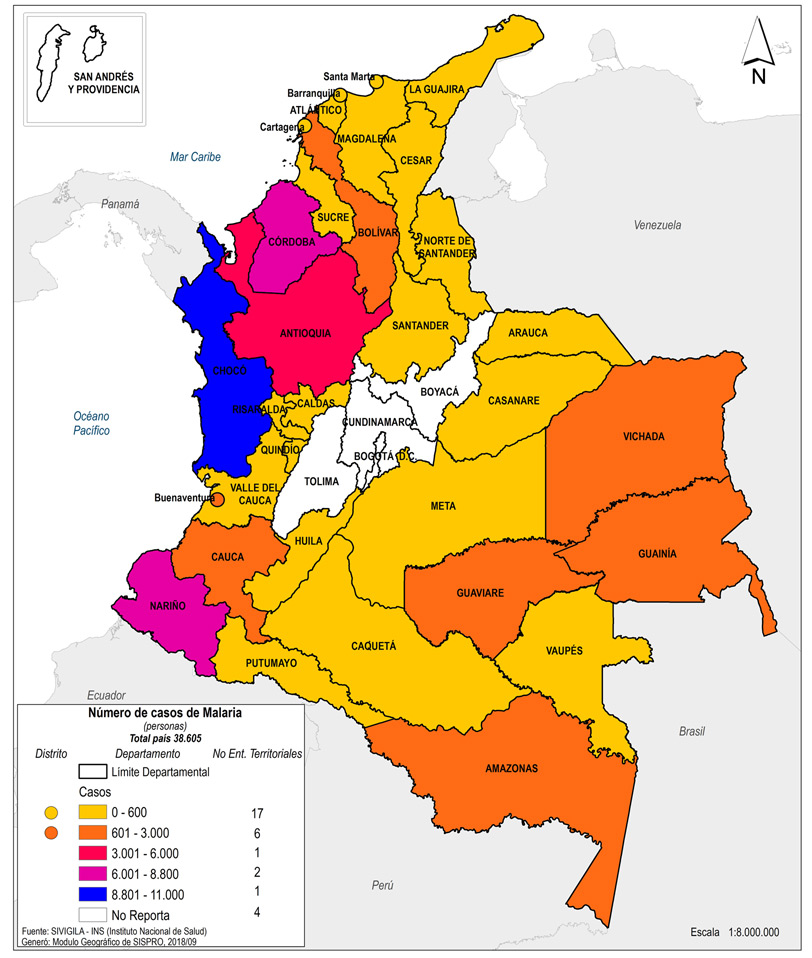 SAN ANDRÉS
Y PROVIDENCIA
N
Santa Marta
LA GUAJIRA
Barranquilla
ATLÁNTICO
Cartagena
MAGDALENA
CESAR
Mar Caribe
Panamá
SUCRE
Venezuela
CÓRDOBA
BOLÍVAR
NORTE DE
SANTANDER
SANTANDER
ARAUCA
ANTIOQUIA
CHOCÓ
BOYACÁ
CASANARE
RISARALDA
CALDAS
Océano
Pacífico
CUNDINAMARCA
VICHADA
QUINDÍO
BOGOTÁ D.C.
TOLIMA
VALLE DEL
CAUCA
Buenaventura
META
HUILA
CAUCA
GUAINÍA
GUAVIARE
NARIÑO
CAQUETÁ
VAUPÉS
PUTUMAYO
Ecuador
Brasil
AMAZONAS
Perú
Número de casos de Malaria
(personas)
Total país 38.605
Distrito Departamento No Ent. Territoriales
Límite Departamental
Casos
0 - 600 17
601 - 3.000 6
3.001 - 6.000 1
6.001 - 8.800 2
8.801 - 11.000 1
No Reporta 4
Fuente: SIVIGILA - INS (Instituto Nacional de Salud)
Generó: Modulo Geográfico de SISPRO, 2018/09
Escala 1:8.000.000